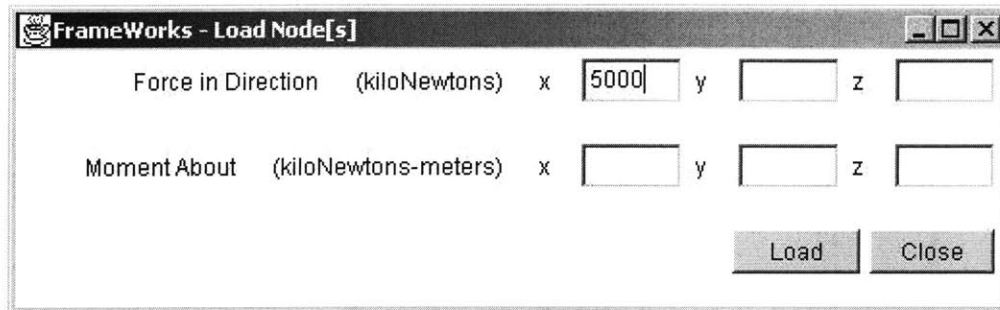 FrameWorks - Load Node[s]
Force in Direction (kiloNewtons) x 5000 y z
Moment About (kiloNewtons-meters) x y z
Load Close